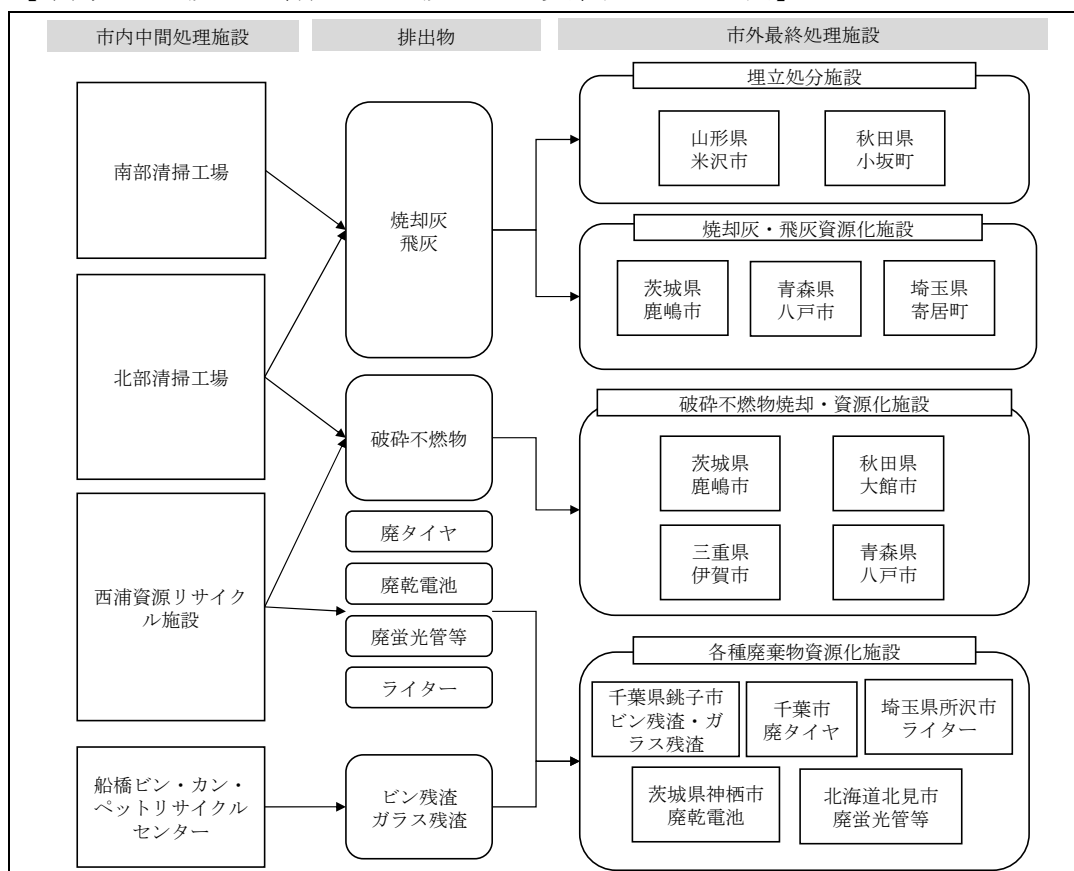 市内中間処理施設
排出物
市外最終処理施設
南部清掃工場
北部清掃工場
西浦資源リサイク
ル施設
船橋ビン・カン・
ペットリサイクル
センター
焼却灰
飛灰
破砕不燃物
廃タイヤ
廃乾電池
廃蛍光管等
ライター
ビン残渣
ガラス残渣
埋立処分施設
山形県
米沢市
秋田県
小坂町
焼却灰・飛灰資源化施設
茨城県
鹿嶋市
青森県
八戸市
埼玉県
寄居町
破砕不燃物焼却・資源化施設
茨城県
鹿嶋市
秋田県
大館市
三重県
伊賀市
青森県
八戸市
各種廃棄物資源化施設
千葉県銚子市
ビン残渣・ガ
ラス残渣
千葉市
廃タイヤ
埼玉県所沢市
ライター
茨城県神栖市
廃乾電池
北海道北見市
廃蛍光管等